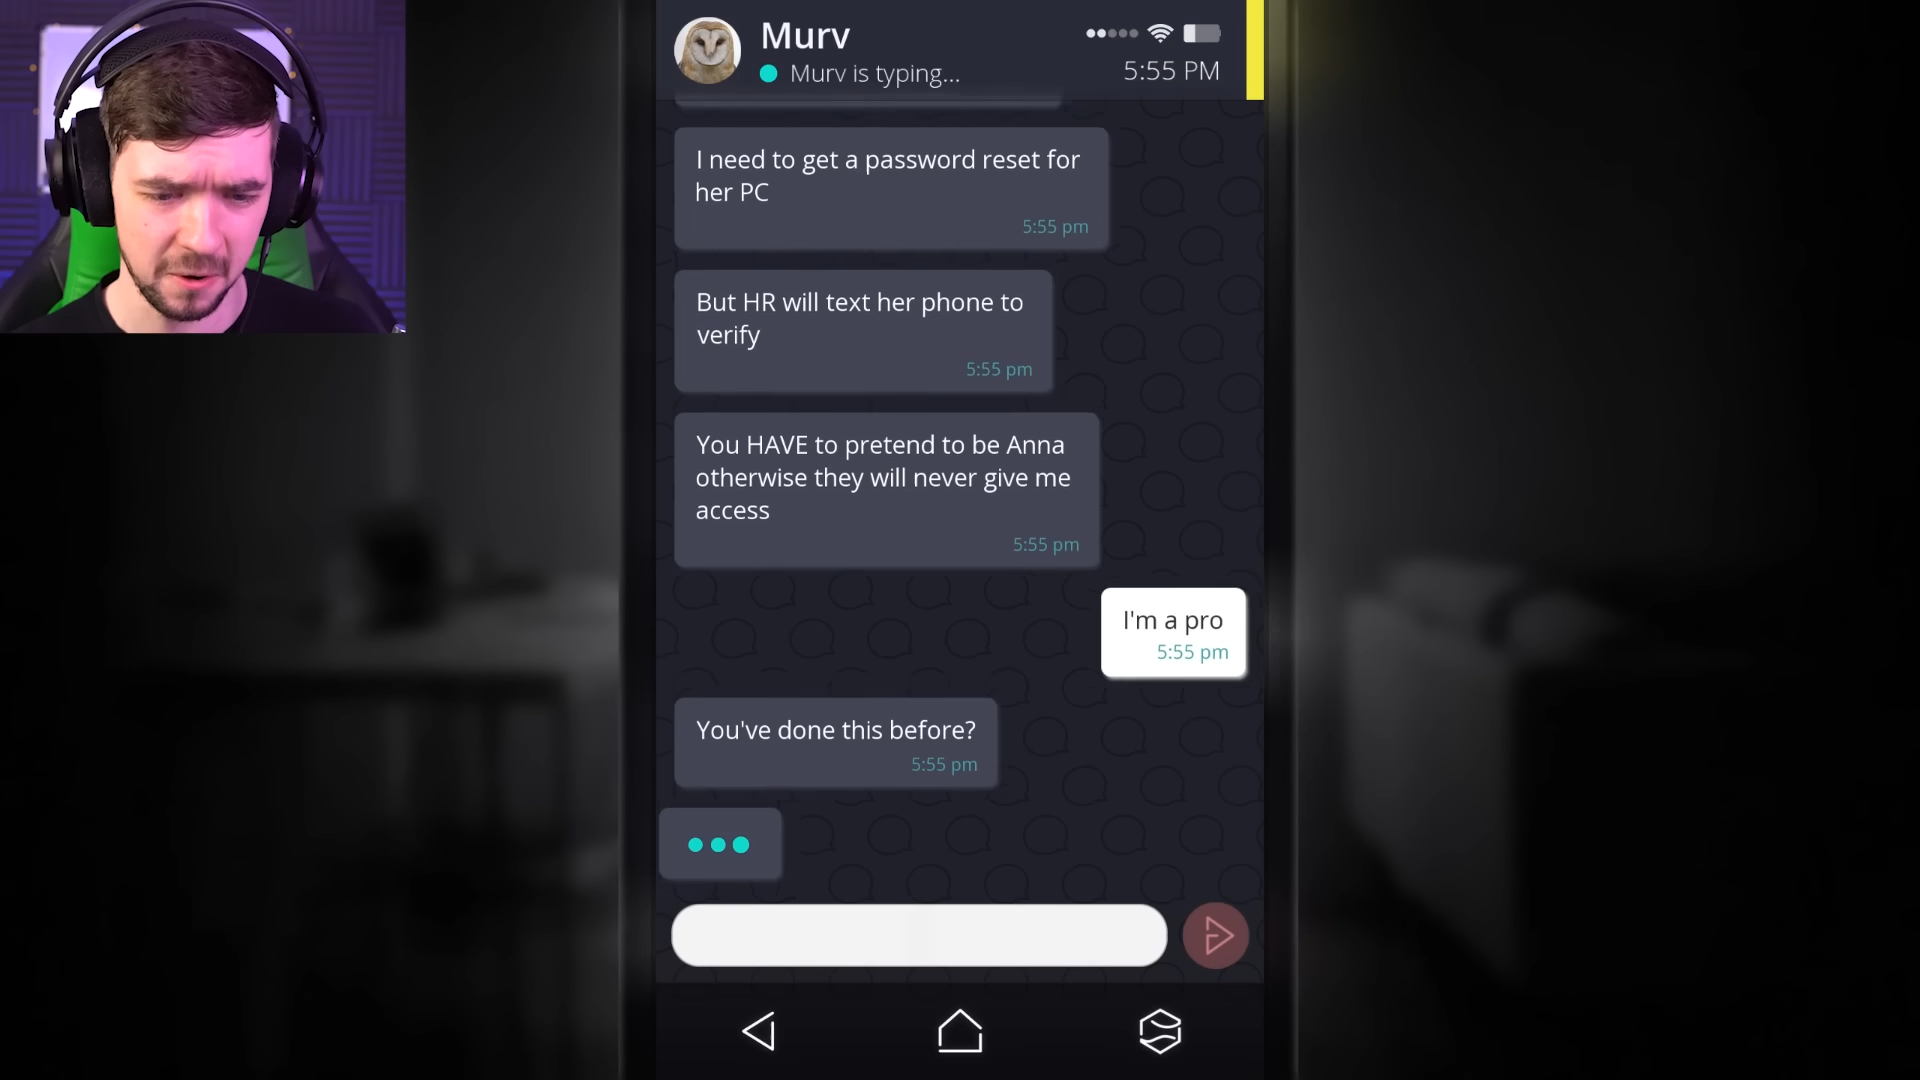 Murv
Murv is typing...
5:55 PM
I need to get a password reset for
her PC
5:55 pm
But HR will text her phone to
verify
5:55 pm
You HAVE to pretend to be Anna
otherwise they will never give me
access
5:55 pm
I'm a pro
5:55 pm
You've done this before?
5:55 pm